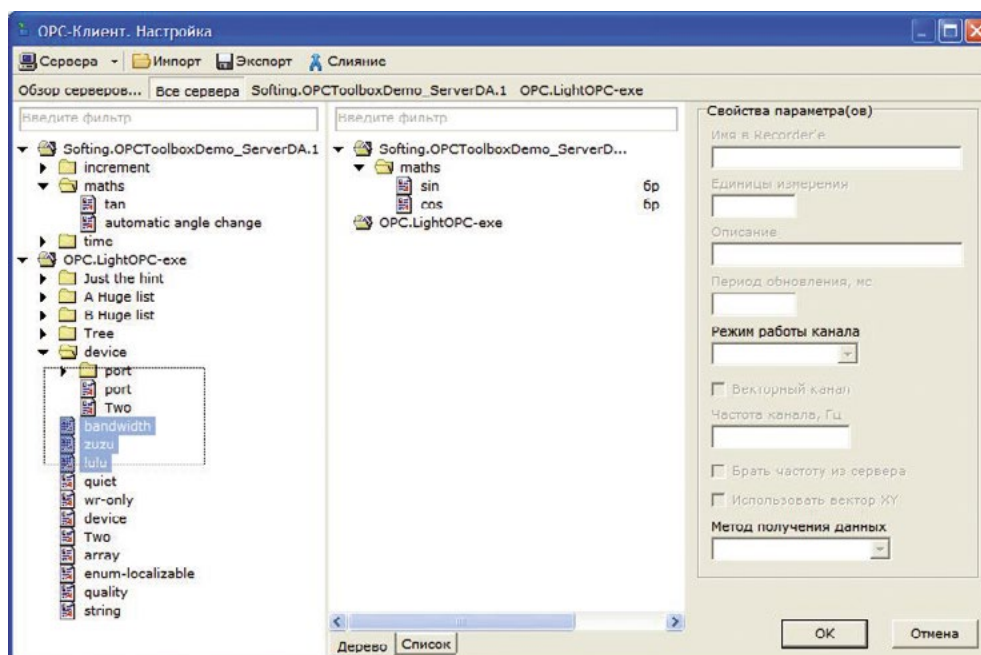 ОРС-Клиент. Настройка
Сервера Импорт Экспорт Слияние
Обзор серверов... Все сервера Softing.OPCToolboxDemo_ServerDA.1 OPC.LightOPC-exe
Введите фильтр
Softing.OPCToolboxDemo_ServerDA.1
increment
maths
tan
automatic angle change
time
OPC.LightOPC-exe
Just the hint
A Huge list
B Huge list
Tree
device
port
port
Two
bandwidth
zuzu
lulu
quiet
wr-only
device
Two
array
enum-localizable
quality
string
Введите фильтр
Softing.OPCToolboxDemo_ServerD...
maths
sin бр
cos бр
OPC.LightOPC-exe
Дерево Список
Свойства параметра(ов)
Имя в Recorder'е
Единицы измерения
Описание
Период обновления, мс
Режим работы канала
Векторный канал
Частота канала, Гц
Брать частоту из сервера
Использовать вектор XY
Метод получения данных
OK Отмена